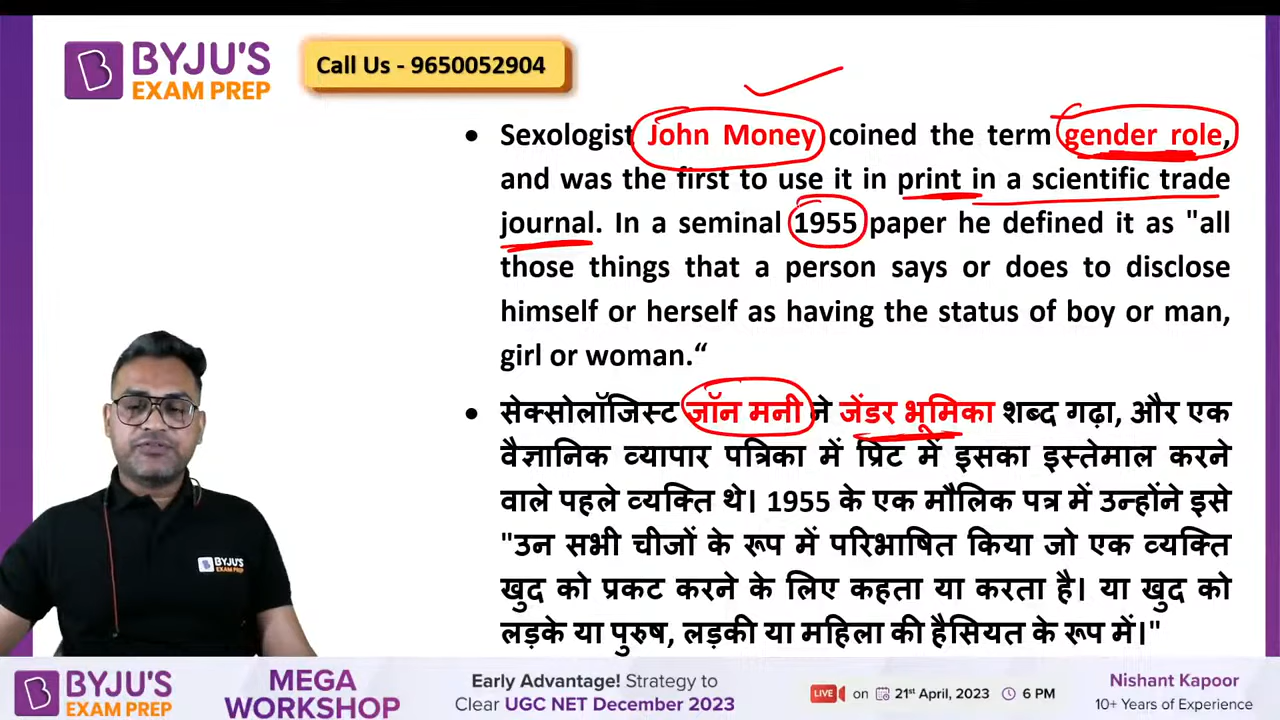 BYJU'S
EXAM PREP
Call Us - 9650052904
• Sexologist John Money coined the term gender role,
and was the first to use it in print in a scientific trade
journal. In a seminal 1955 paper he defined it as "all
those things that a person says or does to disclose
himself or herself as having the status of boy or man,
girl or woman.“
• सेक्सोलॉजिस्ट जॉन मनी ने जेंडर भूमिका शब्द गढ़ा, और एक
वैज्ञानिक व्यापार पत्रिका में प्रिंट में इसका इस्तेमाल करने
वाले पहले व्यक्ति थे। 1955 के एक मौलिक पत्र में उन्होंने इसे
"उन सभी चीजों के रूप में परिभाषित किया जो एक व्यक्ति
खुद को प्रकट करने के लिए कहता या करता है। या खुद को
लड़के या पुरुष, लड़की या महिला की हैसियत के रूप में।"
BYJU'S
EXAM PREP
BYJU'S
EXAM PREP
MEGA
WORKSHOP
Early Advantage! Strategy to
Clear UGC NET December 2023
LIVE on 21st April, 2023 6 PM
Nishant Kapoor
10+ Years of Experience